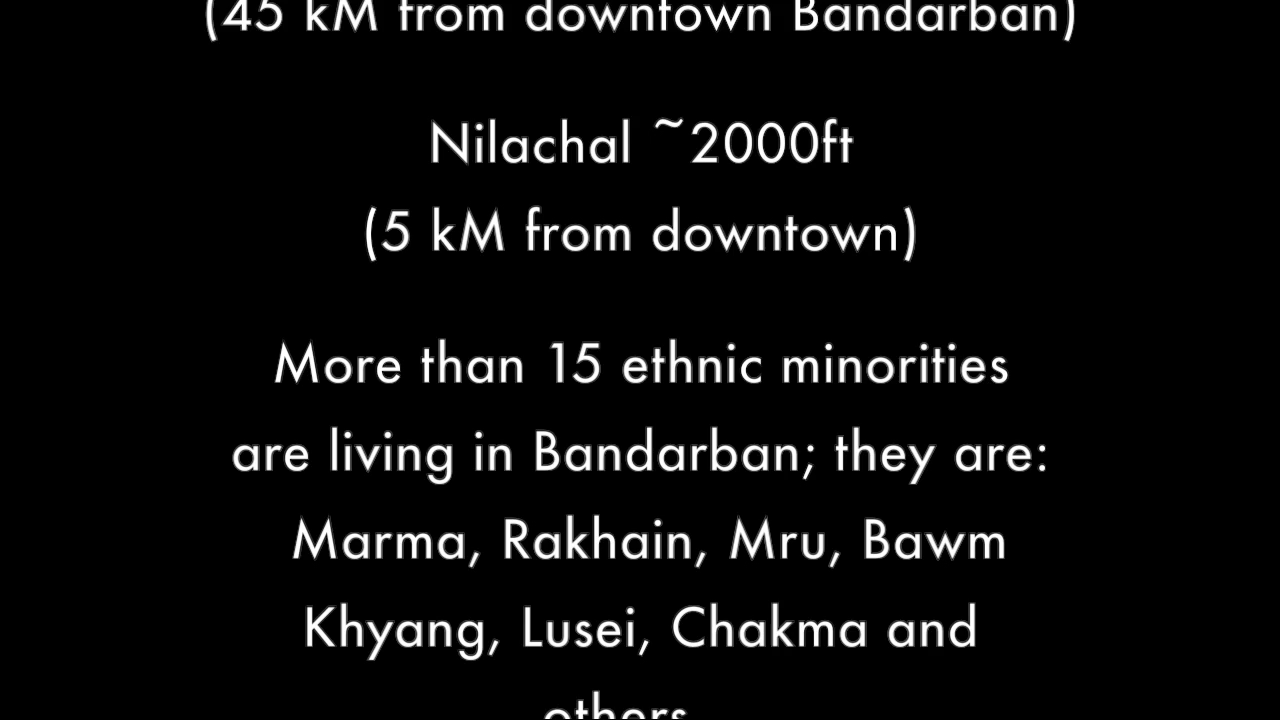 (45 kM from downtown Bandarban)
Nilachal ~2000ft
(5 kM from downtown)
More than 15 ethnic minorities
are living in Bandarban; they are:
Marma, Rakhain, Mru, Bawm
Khyang, Lusei, Chakma and
others